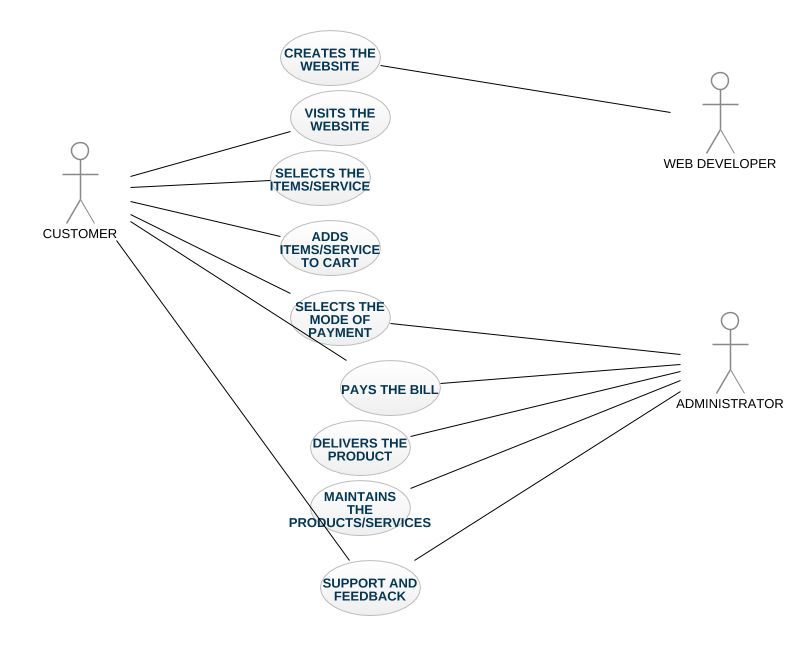 CREATES THE
WEBSITE
VISITS THE
WEBSITE
WEB DEVELOPER
SELECTS THE
ITEMS/SERVICE
CUSTOMER
ADDS
ITEMS/SERVICE
TO CART
SELECTS THE
MODE OF
PAYMENT
PAYS THE BILL
ADMINISTRATOR
DELIVERS THE
PRODUCT
MAINTAINS
THE
PRODUCTS/SERVICES
SUPPORT AND
FEEDBACK